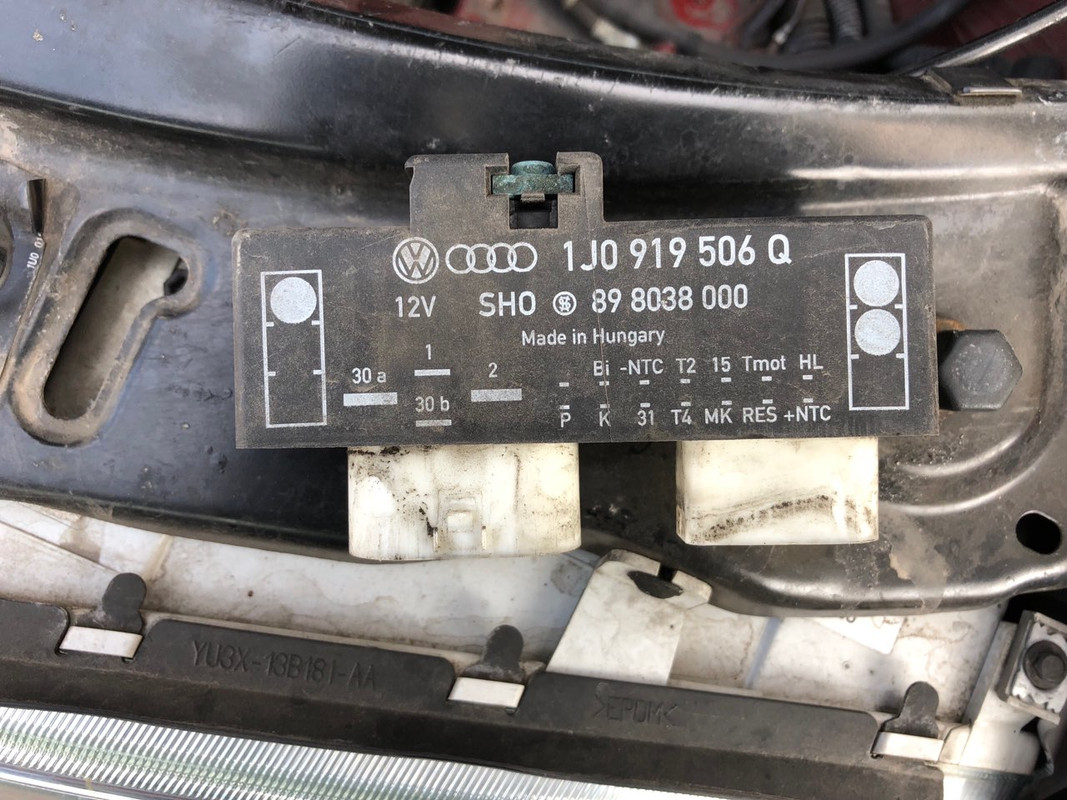 1J0 919 506 Q
12V SHO 89 8038 000
Made in Hungary
1
30 a
2
30 b
Bi -NTC T2 15 Tmot HL
P K 31 T4 MK RES +NTC
YU3X-13B181-AA
>EPDM<